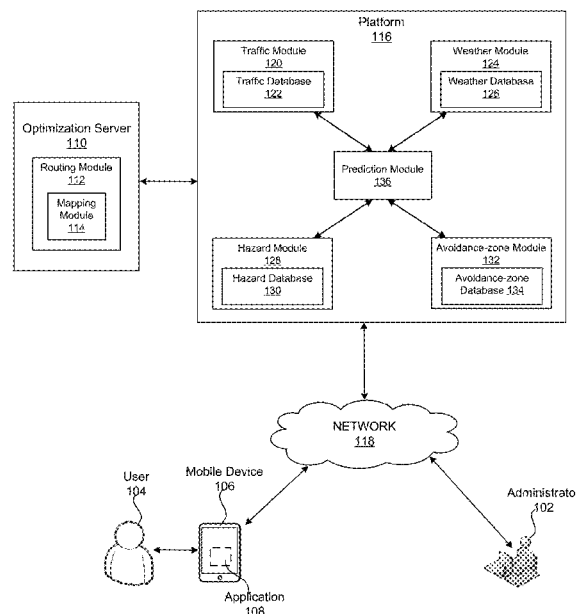 Platform
116
Traffic Module
120
Traffic Database
122
Weather Module
124
Weather Database
126
Optimization Server
110
Routing Module
112
Mapping
Module
114
Prediction Module
136
Hazard Module
128
Hazard Database
130
Avoidance-zone Module
132
Avoidance-zone
Database 134
NETWORK
118
User
104
Mobile Device
106
Administrato
102
Application
108